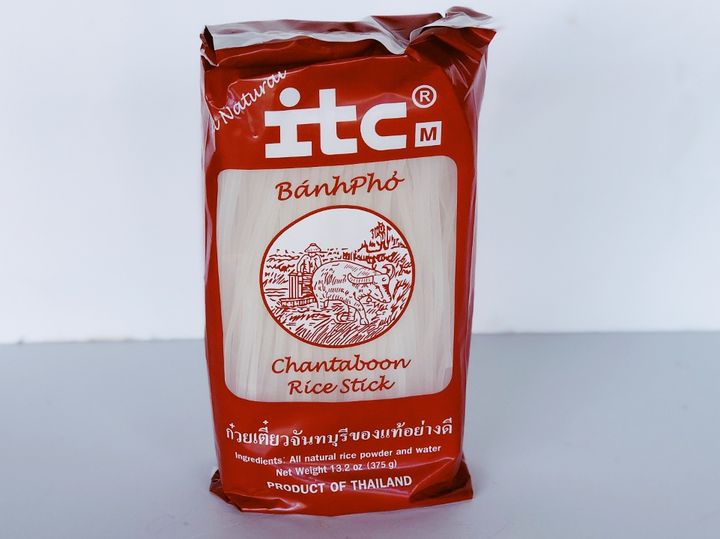 Natural
itc®
M
BánhPhở
Chantaboon
Rice Stick
ก๋วยเตี๋ยวจันทบุรีของแท้อย่างดี
Ingredients: All natural rice powder and water
Net Weight 13.2 oz (375 g)
PRODUCT OF THAILAND